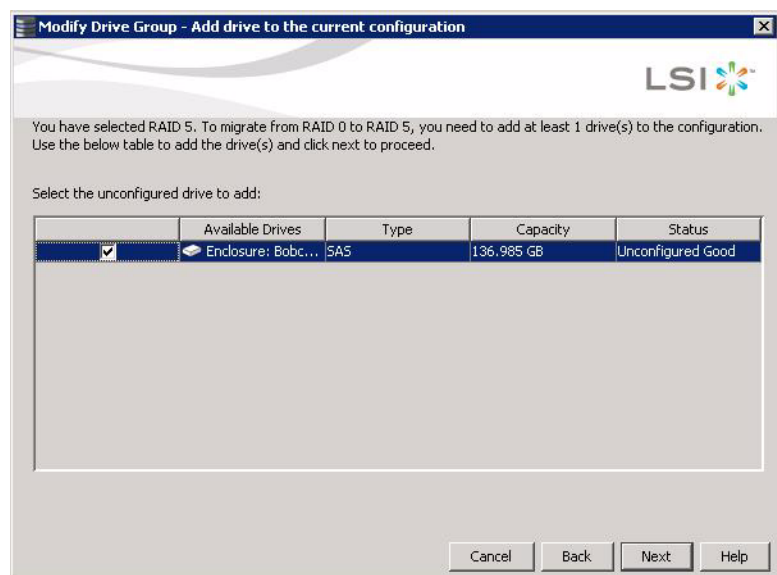 Modify Drive Group - Add drive to the current configuration
LSI
You have selected RAID 5. To migrate from RAID 0 to RAID 5, you need to add at least 1 drive(s) to the configuration.
Use the below table to add the drive(s) and click next to proceed.
Select the unconfigured drive to add:
Available Drives Type Capacity Status
Enclosure: Bobc... SAS 136.985 GB Unconfigured Good
Cancel Back Next Help